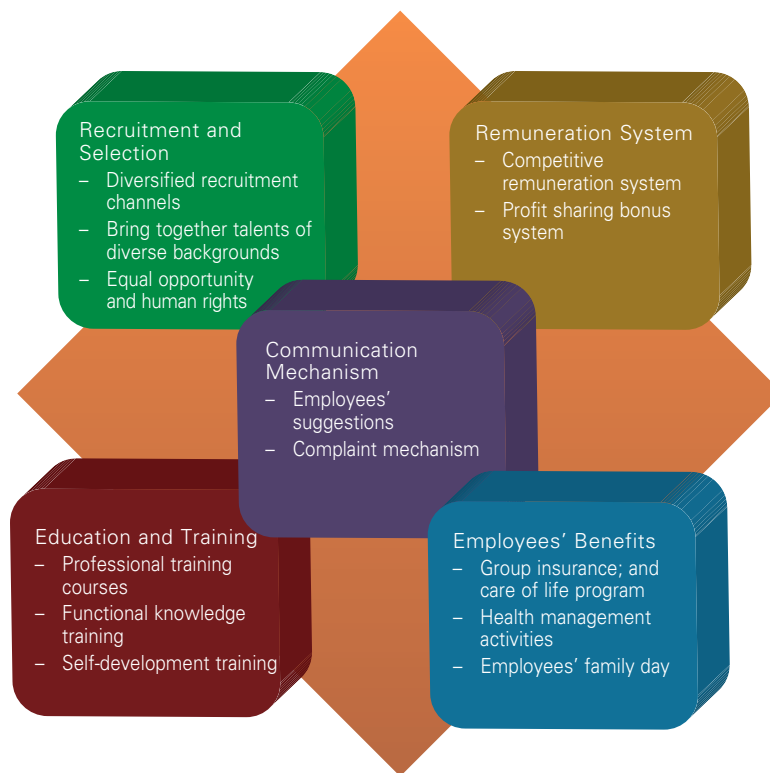 Recruitment and
Selection
– Diversified recruitment
channels
– Bring together talents of
diverse backgrounds
– Equal opportunity
and human rights
Remuneration System
– Competitive
remuneration system
– Profit sharing bonus
system
Communication
Mechanism
– Employees'
suggestions
– Complaint mechanism
Education and Training
– Professional training
courses
– Functional knowledge
training
– Self-development training
Employees' Benefits
– Group insurance; and
care of life program
– Health management
activities
– Employees' family day